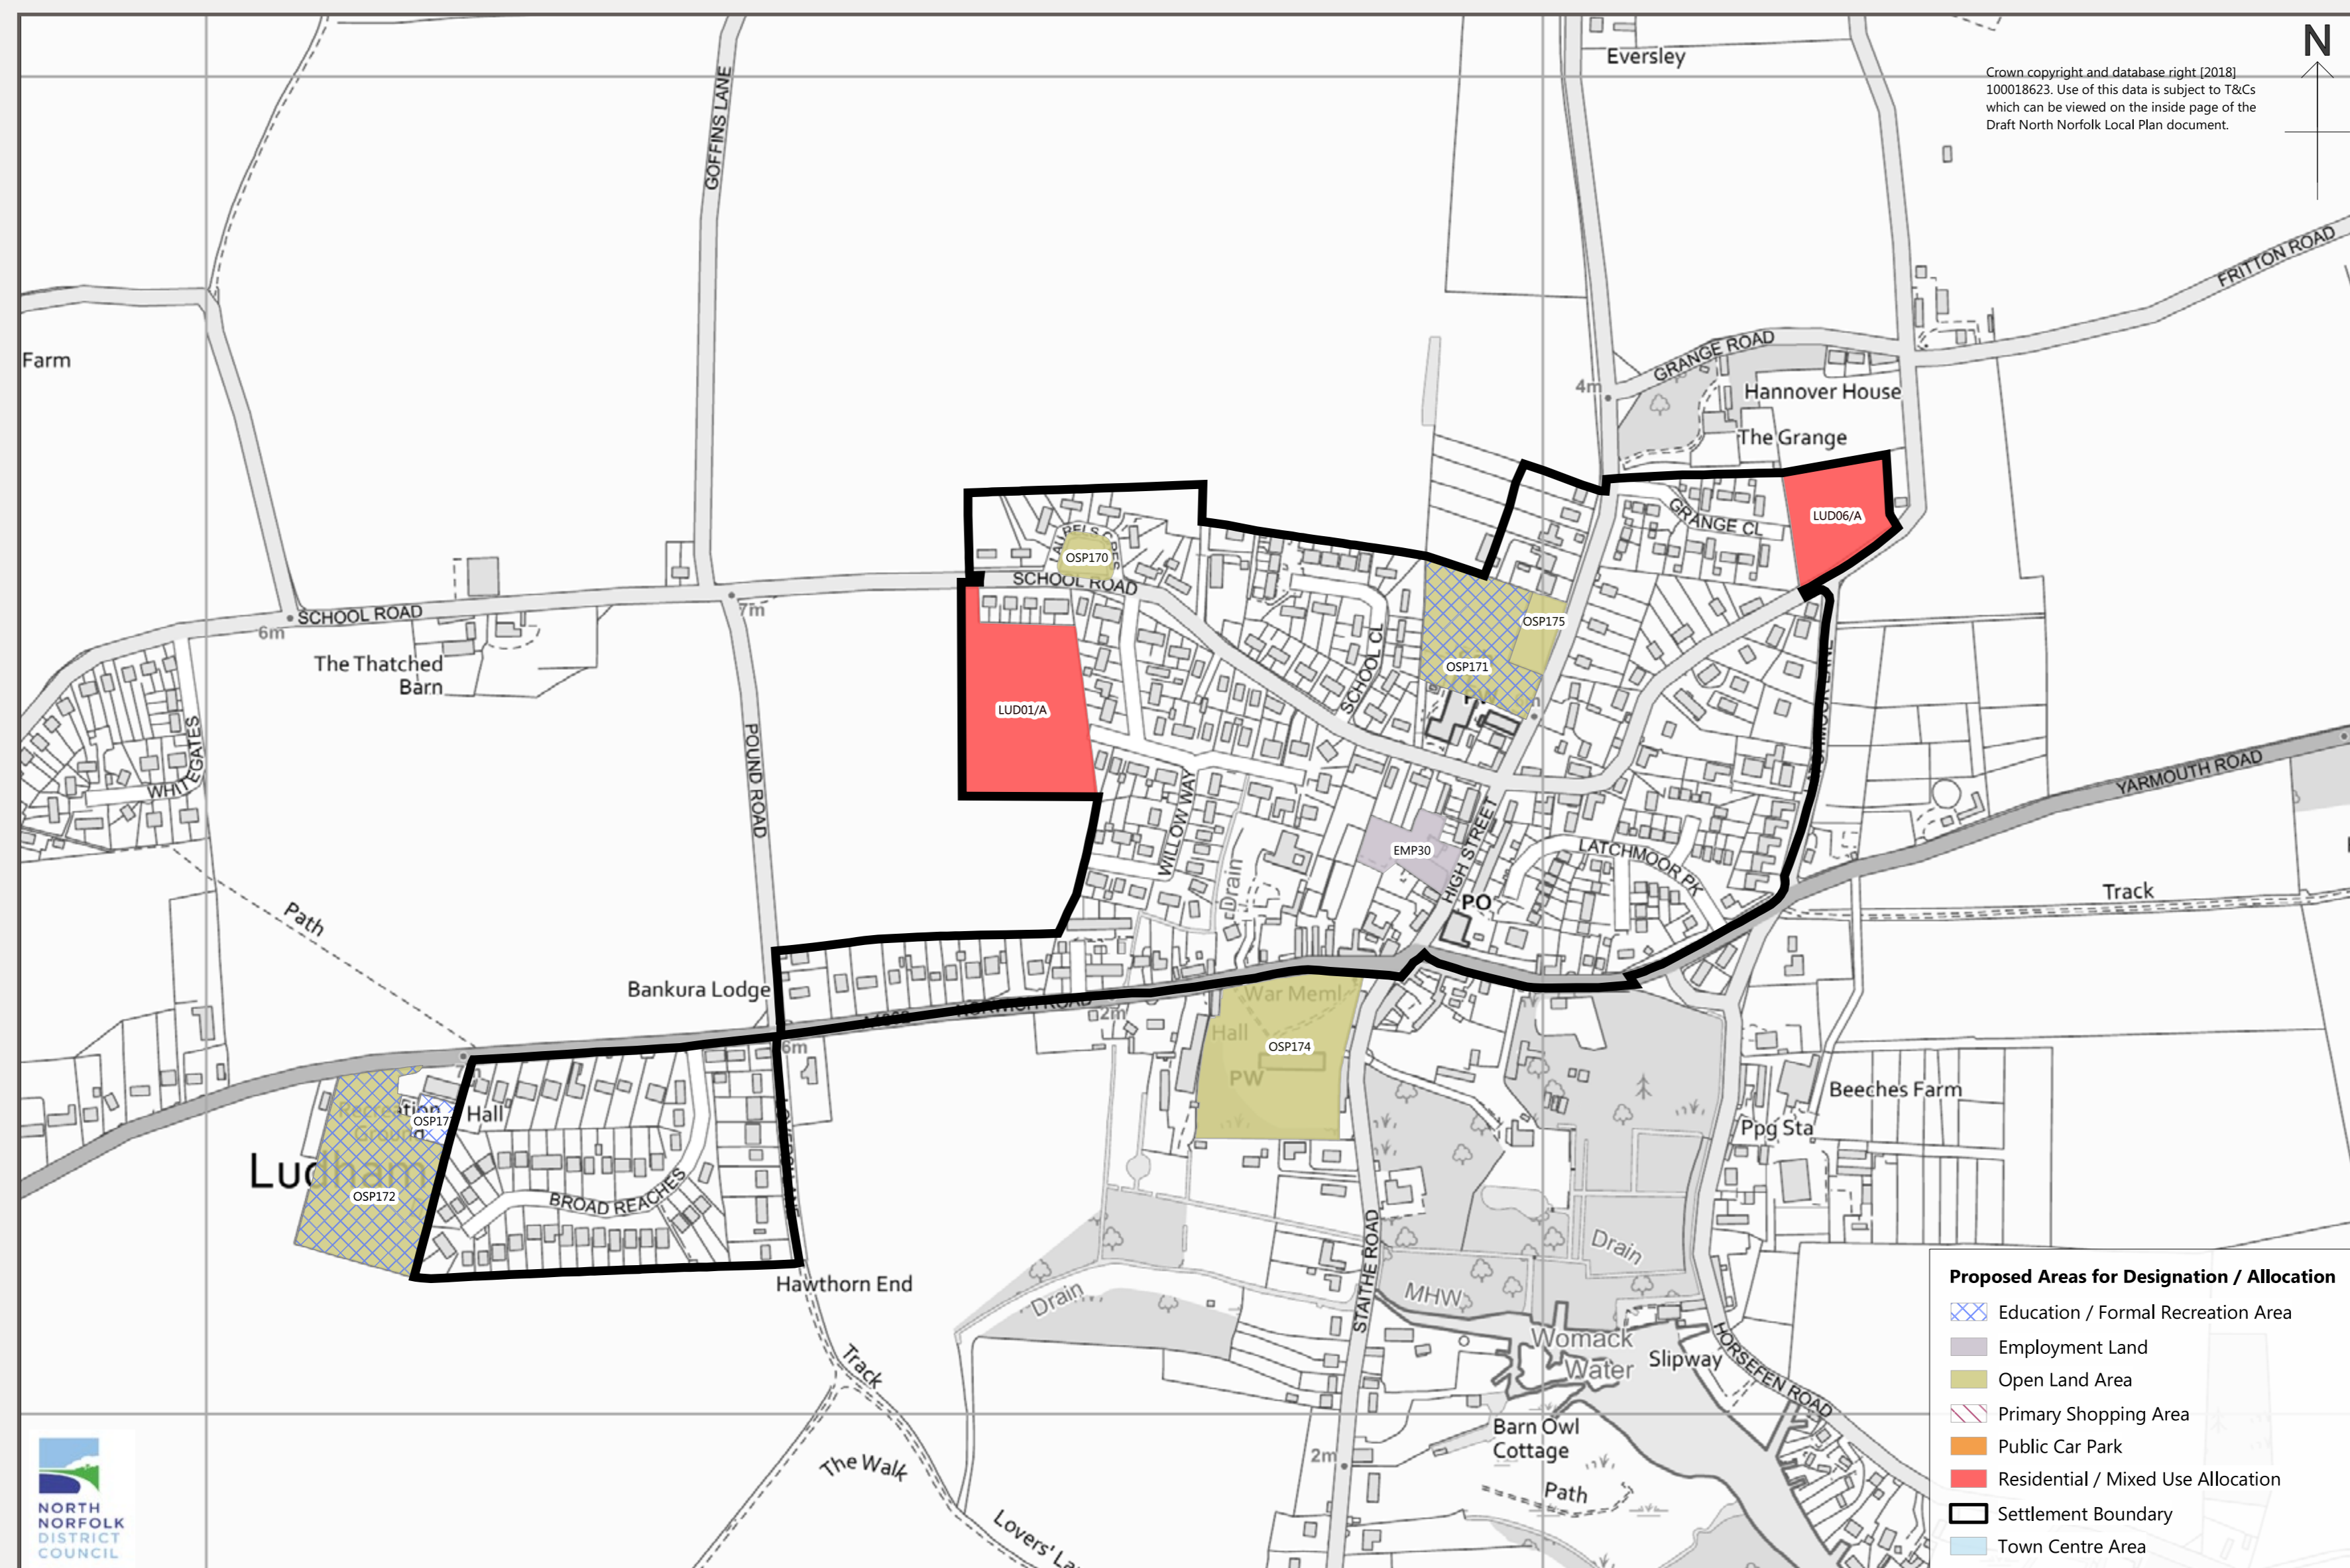 Eversley
N
Crown copyright and database right [2018]
100018623. Use of this data is subject to T&Cs
which can be viewed on the inside page of the
Draft North Norfolk Local Plan document.
GOFFINS LANE
FRITTON ROAD
Farm
GRANGE ROAD
4m
Hannover House
The Grange
GRANGE CL
LUD06/A
OSP170
SCHOOL ROAD
SCHOOL ROAD
6m
7m
The Thatched
Barn
OSP175
OSP171
SCHOOL CL
LUD01/A
WHITEGATES
POUND ROAD
WILLOW WAY
YARMOUTH ROAD
EMP30
HIGH STREET
LATCHMOOR PK
Drain
PO
Track
Path
Bankura Lodge
NORWICH ROAD
2m
War Meml
Hall
OSP174
PW
6m
Recreation
Ground
OSP17
Hall
Beeches Farm
Ppg Sta
Ludham
OSP172
BROAD REACHES
Hawthorn End
Drain
STAITHE ROAD
Drain
MHW
Womack
Water
Slipway
HORSEFEN ROAD
Track
The Walk
Barn Owl
Cottage
2m
Path
Lovers' La
Proposed Areas for Designation / Allocation
Education / Formal Recreation Area
Employment Land
Open Land Area
Primary Shopping Area
Public Car Park
Residential / Mixed Use Allocation
Settlement Boundary
Town Centre Area
NORTH
NORFOLK
DISTRICT
COUNCIL